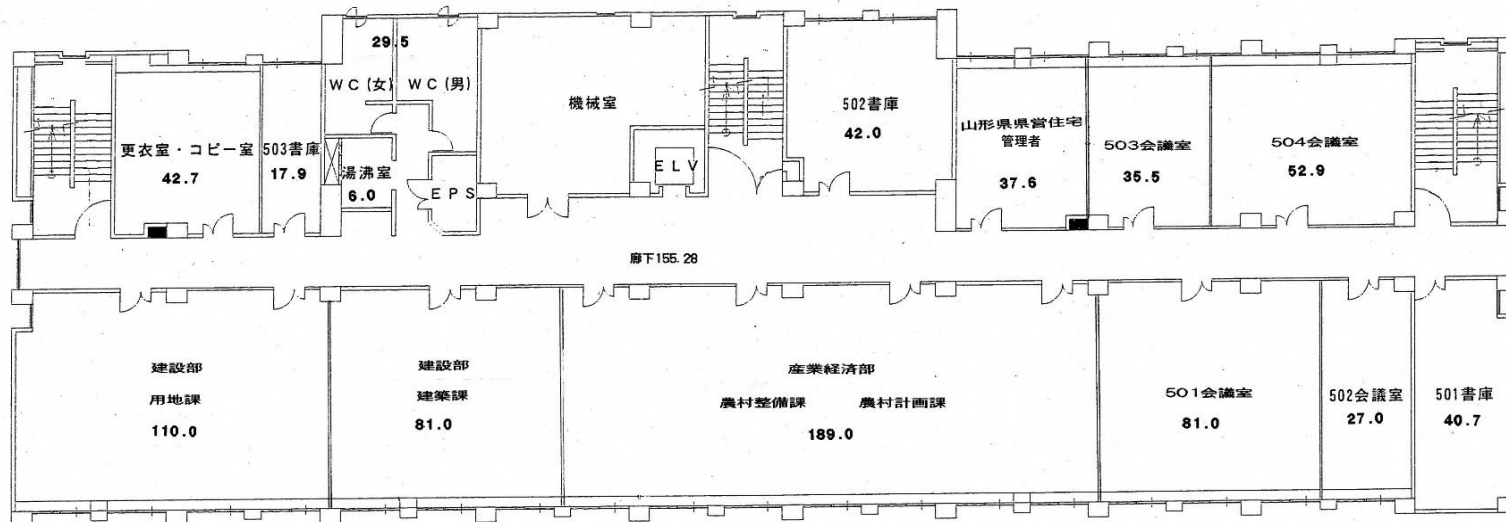 29.5
WC(女) WC(男)
機械室
502書庫
42.0
更衣室・コピー室
42.7
503書庫
17.9
湯沸室
6.0
EPS
ELV
山形県県営住宅
管理者
37.6
503会議室
35.5
504会議室
52.9
廊下155.28
建設部
用地課
110.0
建設部
建築課
81.0
産業経済部
農村整備課 農村計画課
189.0
501会議室
81.0
502会議室
27.0
501書庫
40.7